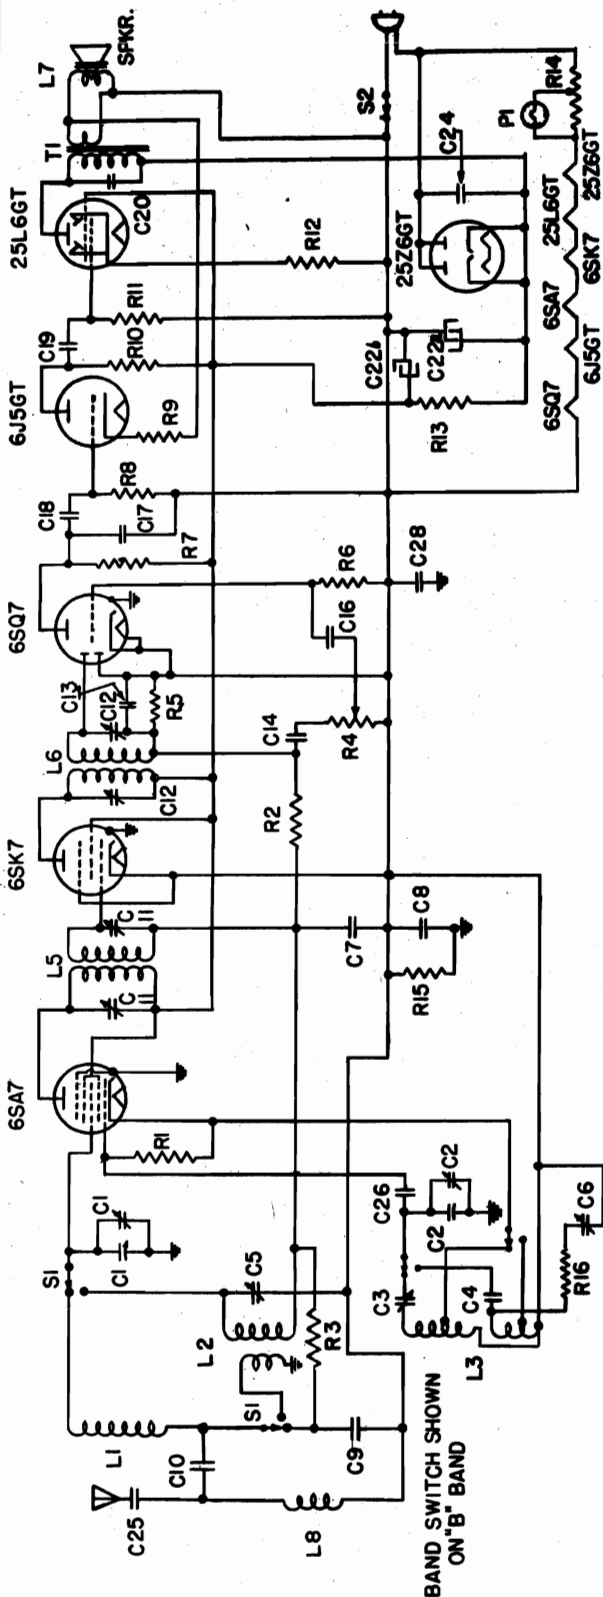 6SA7
6SK7
6SQ7
6J5GT
25L6GT
L7
SPKR.
L5
L6
C18
C19
T1
S1
C1
C1
C11
C11
C12
C12
C13
R5
R7
C17
R8
R9
R10
R11
C20
R1
L1
C25
C10
L2
C5
S1
R3
C9
L8
R2
C14
R4
C16
R6
R12
C7
C8
R15
C28
S2
C26
C2
C2
C3
C4
L3
R16
C6
C22b
C22a
R13
25Z6GT
C24
P1
R14
6SQ7
6J5GT
6SA7
6SK7
25L6GT
25Z6GT
BAND SWITCH SHOWN
ON "B" BAND